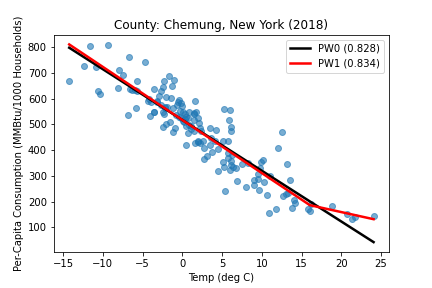 County: Chemung, New York (2018)
Per-Capita Consumption (MMBtu/1000 Households)
800
700
600
500
400
300
200
100
PW0 (0.828)
PW1 (0.834)
−15 −10 −5 0 5 10 15 20 25
Temp (deg C)